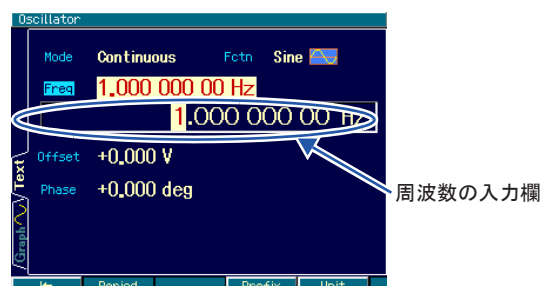 Oscillator
Mode Continuous Fctn Sine
Freq 1.000 000 00 Hz
1.000 000 00 Hz
Offset +0.000 V
Phase +0.000 deg
Text
Graph
周波数の入力欄
Period Prefix Unit